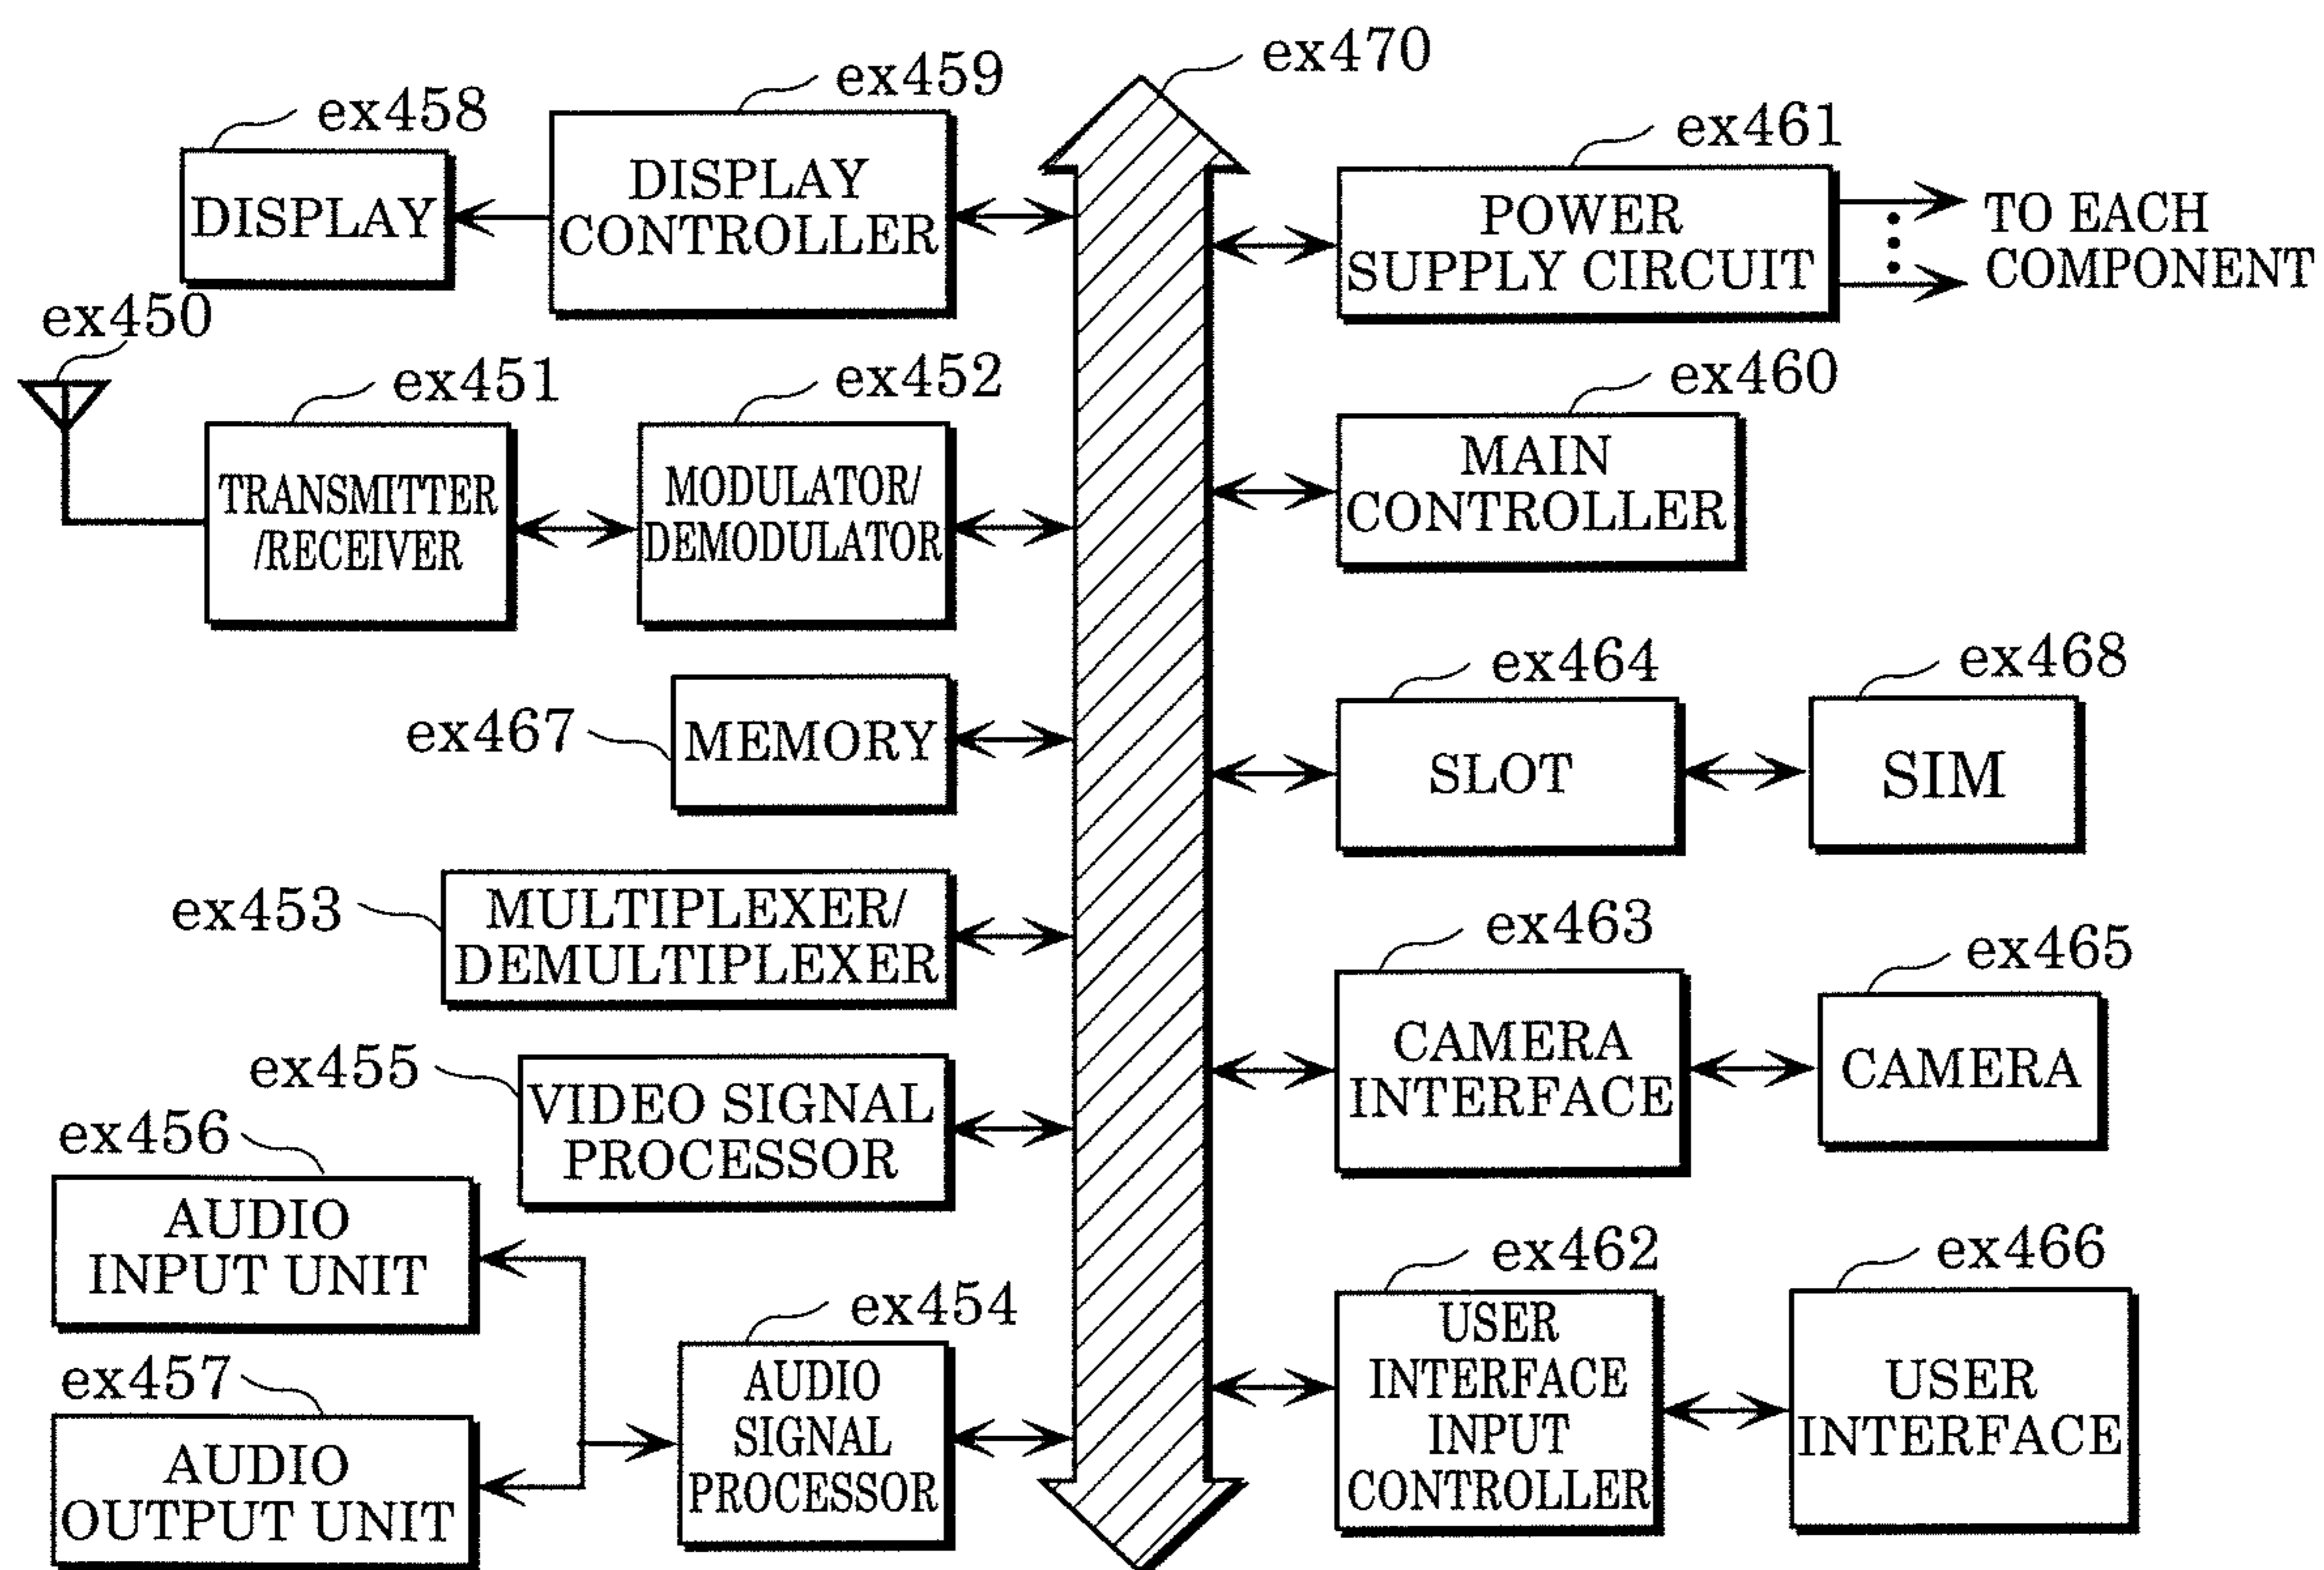 ex470
ex459
ex458
DISPLAY
CONTROLLER
DISPLAY
ex461
POWER
SUPPLY CIRCUIT
TO EACH
COMPONENT
ex450
ex451
TRANSMITTER
/RECEIVER
ex452
MODULATOR/
DEMODULATOR
ex460
MAIN
CONTROLLER
ex467
MEMORY
ex464
SLOT
ex468
SIM
ex453
MULTIPLEXER/
DEMULTIPLEXER
ex463
CAMERA
INTERFACE
ex465
CAMERA
ex455
VIDEO SIGNAL
PROCESSOR
ex456
AUDIO
INPUT UNIT
ex457
AUDIO
OUTPUT UNIT
ex454
AUDIO
SIGNAL
PROCESSOR
ex462
USER
INTERFACE
INPUT
CONTROLLER
ex466
USER
INTERFACE